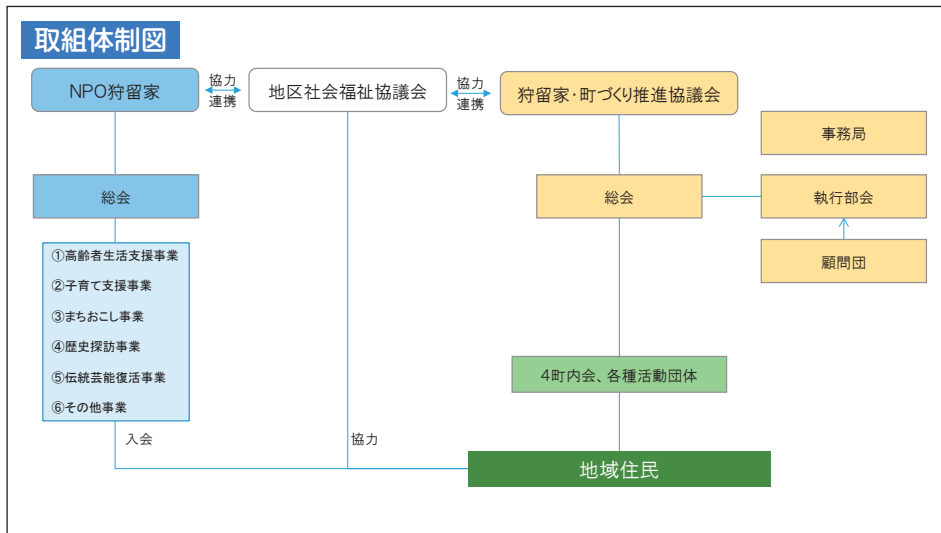 取組体制図
NPO狩留家
協力
連携
地区社会福祉協議会
協力
連携
狩留家・町づくり推進協議会
事務局
総会
総会
執行部会
顧問団
①高齢者生活支援事業
②子育て支援事業
③まちおこし事業
④歴史探訪事業
⑤伝統芸能復活事業
⑥その他事業
4町内会、各種活動団体
入会
協力
地域住民